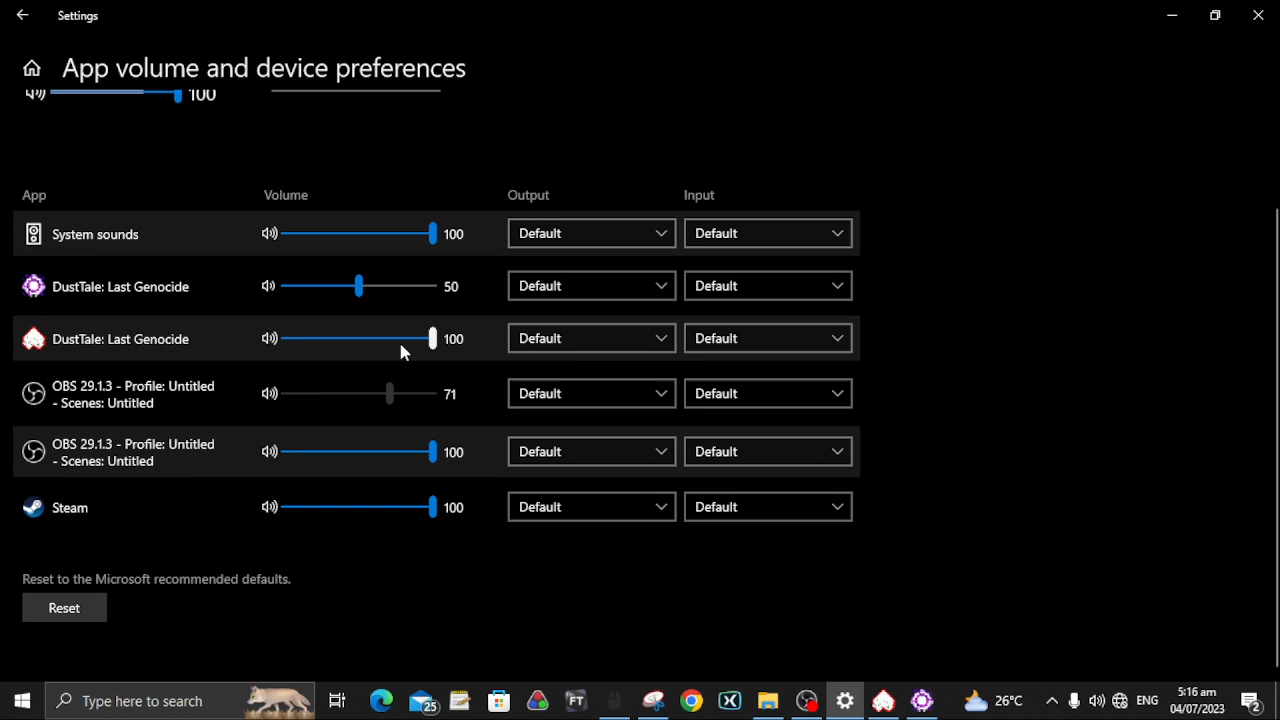 Settings
App volume and device preferences
100
App Volume Output Input
System sounds 100 Default Default
DustTale: Last Genocide 50 Default Default
DustTale: Last Genocide 100 Default Default
OBS 29.1.3 - Profile: Untitled
- Scenes: Untitled 71 Default Default
OBS 29.1.3 - Profile: Untitled
- Scenes: Untitled 100 Default Default
Steam 100 Default Default
Reset to the Microsoft recommended defaults.
Reset
Type here to search 25 FT 26°C ENG 5:16 am
04/07/2023 2